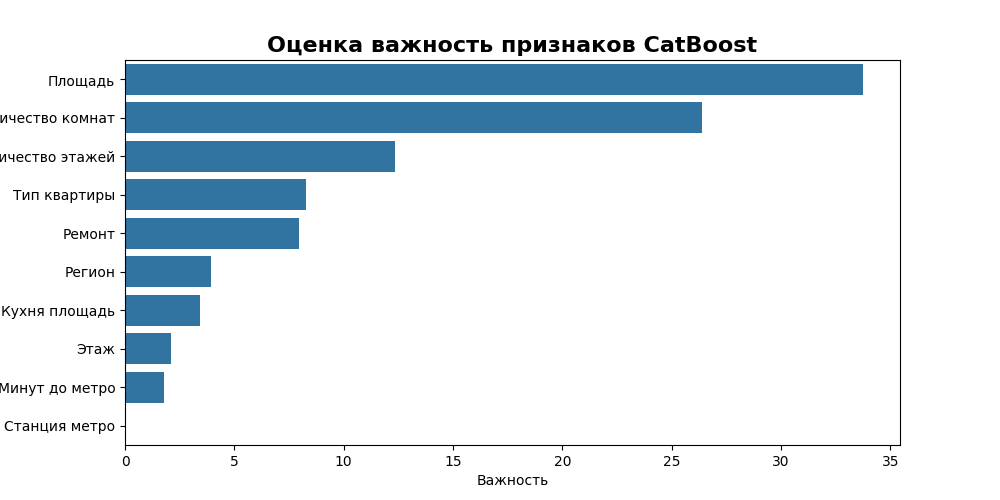 Оценка важность признаков CatBoost
Площадь
ичество комнат
ичество этажей
Тип квартиры
Ремонт
Регион
Кухня площадь
Этаж
Минут до метро
Станция метро
0 5 10 15 20 25 30 35
Важность